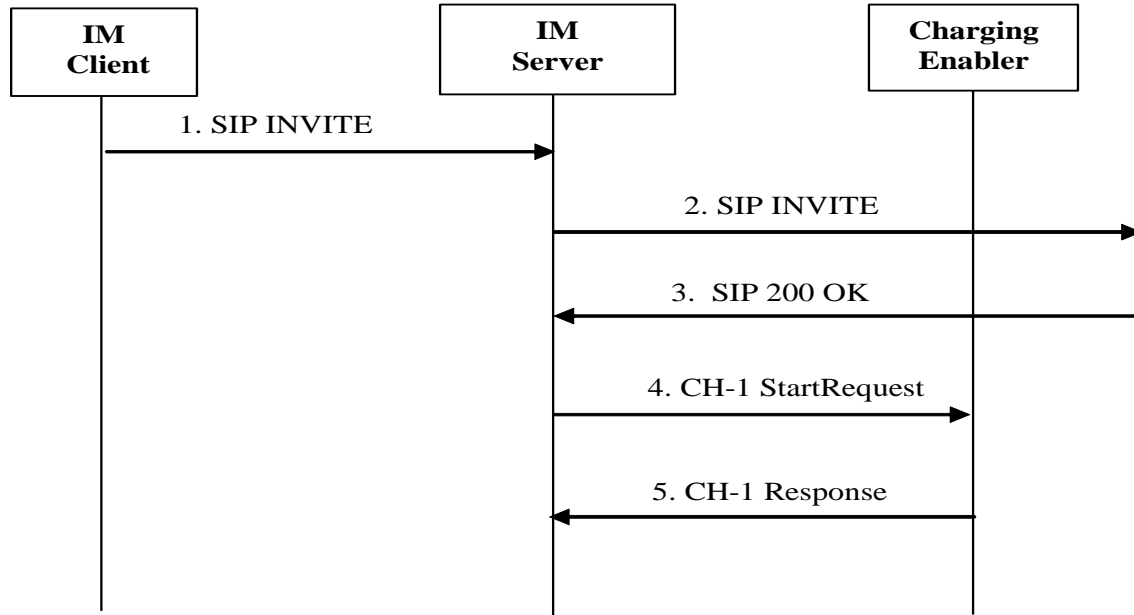 IM
Client
IM
Server
Charging
Enabler
1. SIP INVITE
2. SIP INVITE
3. SIP 200 OK
4. CH-1 StartRequest
5. CH-1 Response